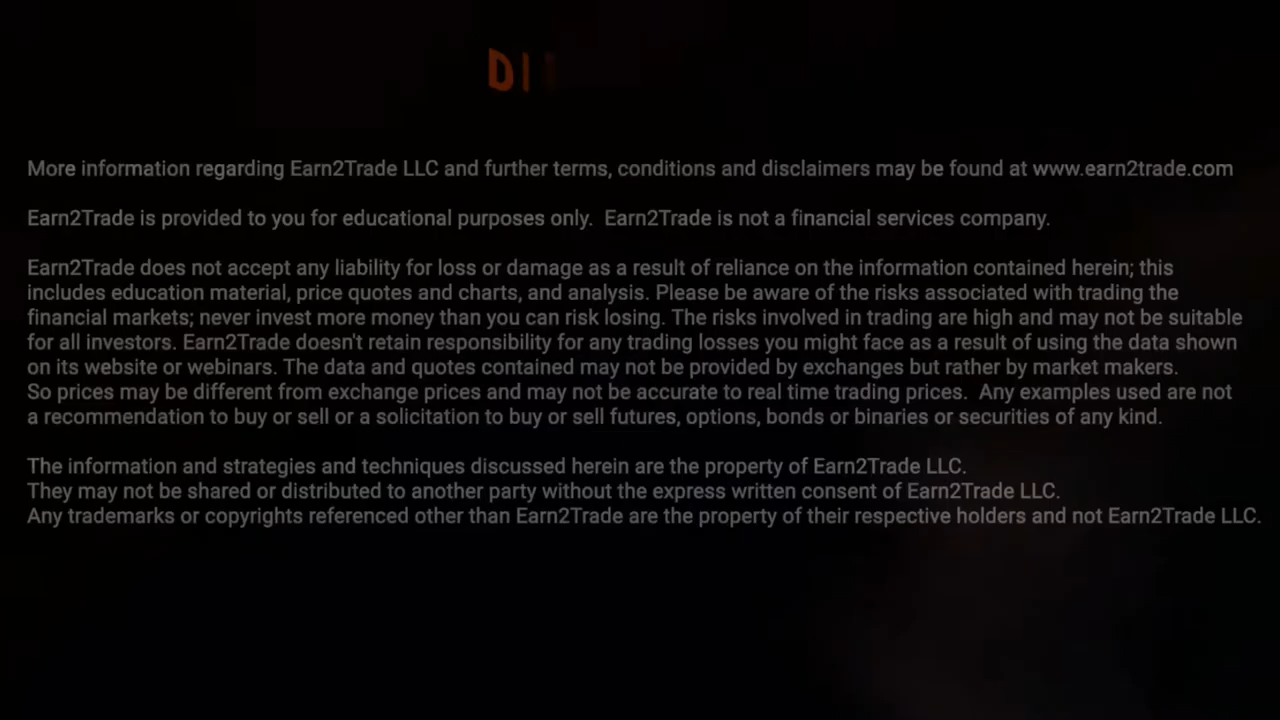 DI
More information regarding Earn2Trade LLC and further terms, conditions and disclaimers may be found at www.earn2trade.com
Earn2Trade is provided to you for educational purposes only.  Earn2Trade is not a financial services company.
Earn2Trade does not accept any liability for loss or damage as a result of reliance on the information contained herein; this
includes education material, price quotes and charts, and analysis. Please be aware of the risks associated with trading the
financial markets; never invest more money than you can risk losing. The risks involved in trading are high and may not be suitable
for all investors. Earn2Trade doesn't retain responsibility for any trading losses you might face as a result of using the data shown
on its website or webinars. The data and quotes contained may not be provided by exchanges but rather by market makers.
So prices may be different from exchange prices and may not be accurate to real time trading prices.  Any examples used are not
a recommendation to buy or sell or a solicitation to buy or sell futures, options, bonds or binaries or securities of any kind.
The information and strategies and techniques discussed herein are the property of Earn2Trade LLC.
They may not be shared or distributed to another party without the express written consent of Earn2Trade LLC.
Any trademarks or copyrights referenced other than Earn2Trade are the property of their respective holders and not Earn2Trade LLC.